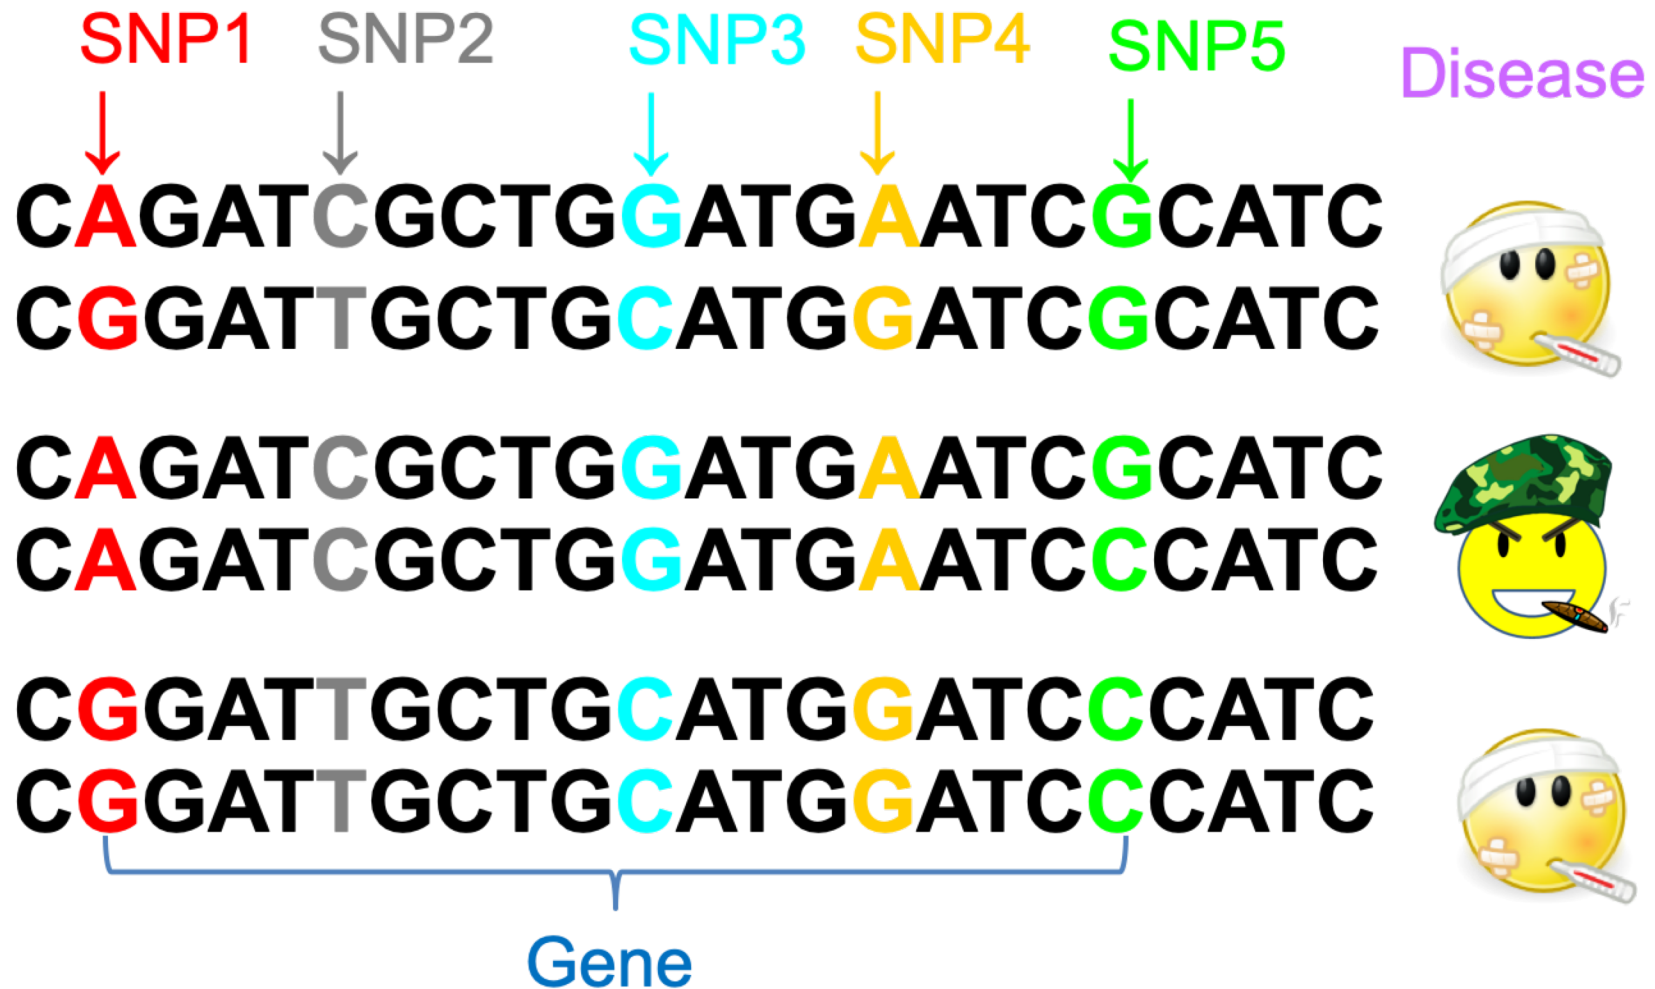 SNP1 SNP2 SNP3 SNP4 SNP5 Disease
CAGATCGCTGGATGAATCGCATC
CGGATTGCTGCATGGATCGCATC
CAGATCGCTGGATGAATCGCATC
CAGATCGCTGGATGAATCCCATC
CGGATTGCTGCATGGATCCCATC
CGGATTGCTGCATGGATCCCATC
Gene